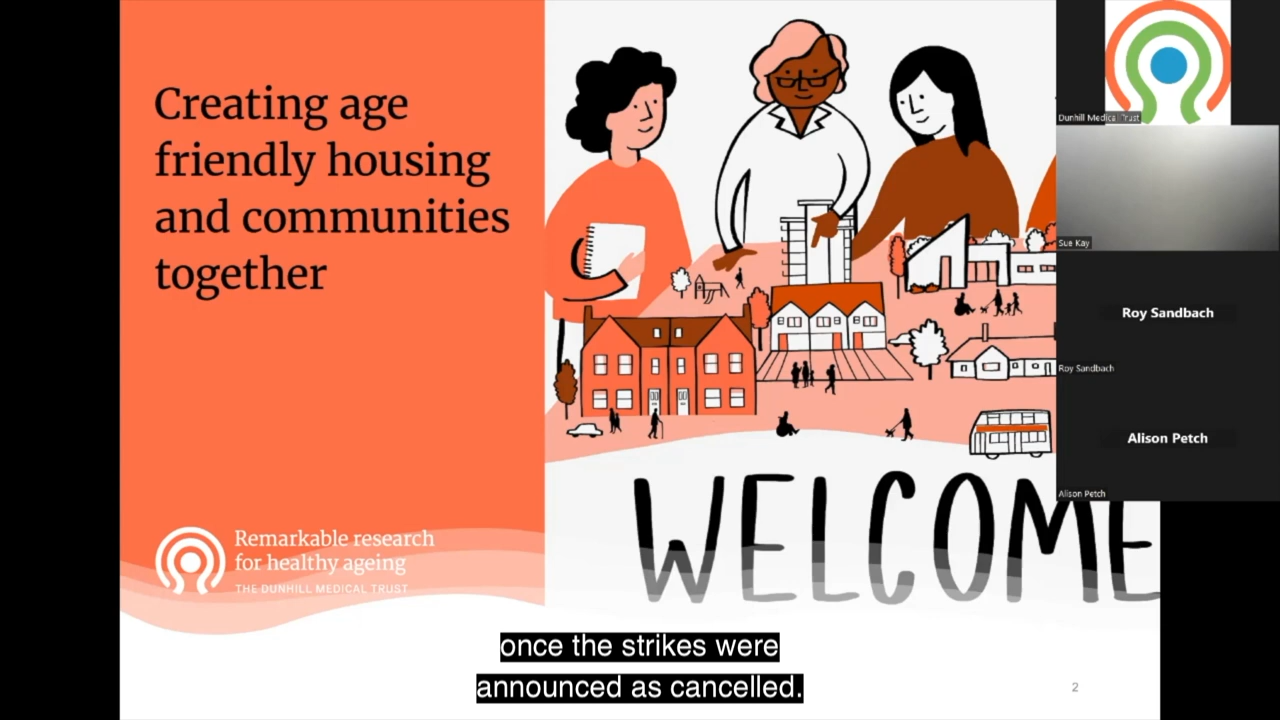 Creating age
friendly housing
and communities
together
Remarkable research
for healthy ageing
THE DUNHILL MEDICAL TRUST
WELCOME
once the strikes were
announced as cancelled.
2
Dunhill Medical Trust
Sue Kay
Roy Sandbach
Roy Sandbach
Alison Petch
Alison Petch